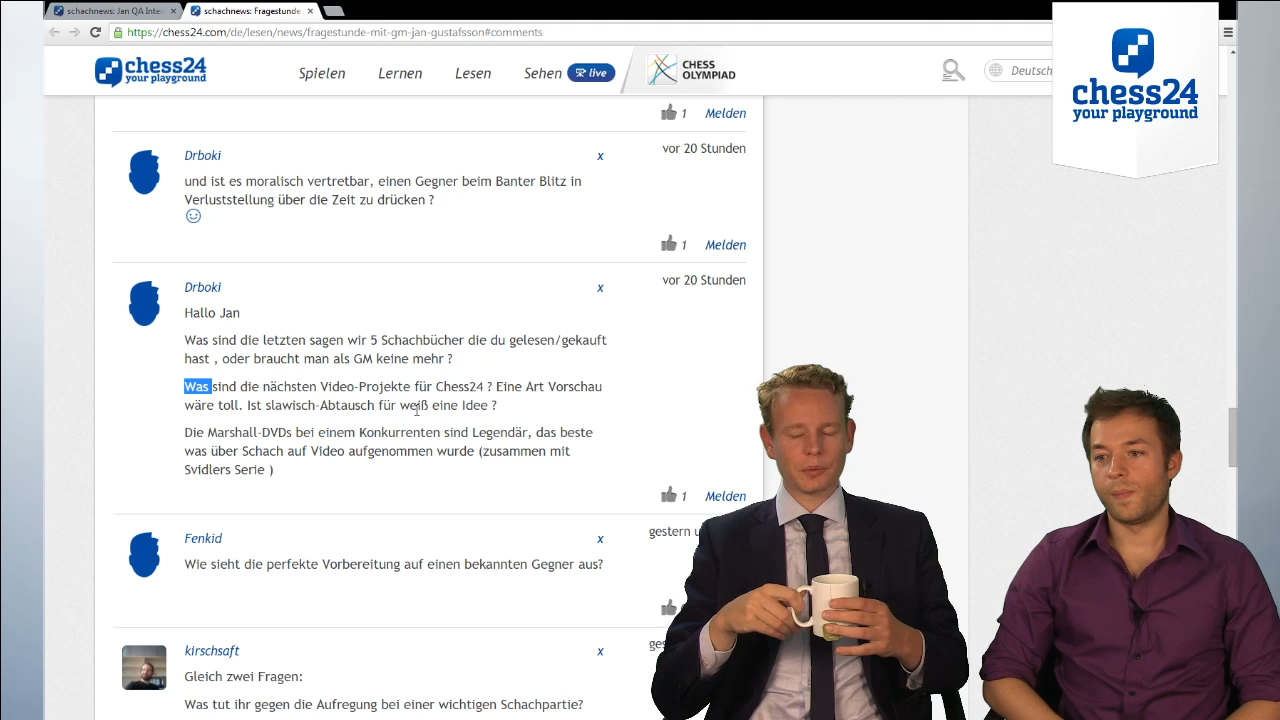 schachnews: Jan QA Inter
schachnews: Fragestunde
https://chess24.com/de/lesen/news/fragestunde-mit-gm-jan-gustafsson#comments
chess24
your playground
Spielen
Lernen
Lesen
Sehen
live
CHESS
OLYMPIAD
Deutsch
chess24
your playground
1 Melden
Drboki
x
vor 20 Stunden
und ist es moralisch vertretbar, einen Gegner beim Banter Blitz in
Verluststellung über die Zeit zu drücken ?
1 Melden
Drboki
x
vor 20 Stunden
Hallo Jan
Was sind die letzten sagen wir 5 Schachbücher die du gelesen/gekauft
hast , oder braucht man als GM keine mehr ?
Was sind die nächsten Video-Projekte für Chess24 ? Eine Art Vorschau
wäre toll. Ist slawisch-Abtausch für weiß eine Idee ?
Die Marshall-DVDs bei einem Konkurrenten sind Legendär, das beste
was über Schach auf Video aufgenommen wurde (zusammen mit
Svidlers Serie )
1 Melden
Fenkid
x
gestern
Wie sieht die perfekte Vorbereitung auf einen bekannten Gegner aus?
kirschsaft
x
Gleich zwei Fragen:
Was tut ihr gegen die Aufregung bei einer wichtigen Schachpartie?